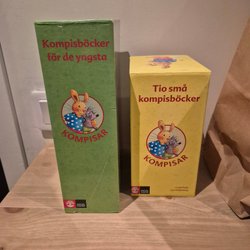 Kompisböcker
för de yngsta
KOMPISAR
Tio små
kompisböcker
KOMPISAR